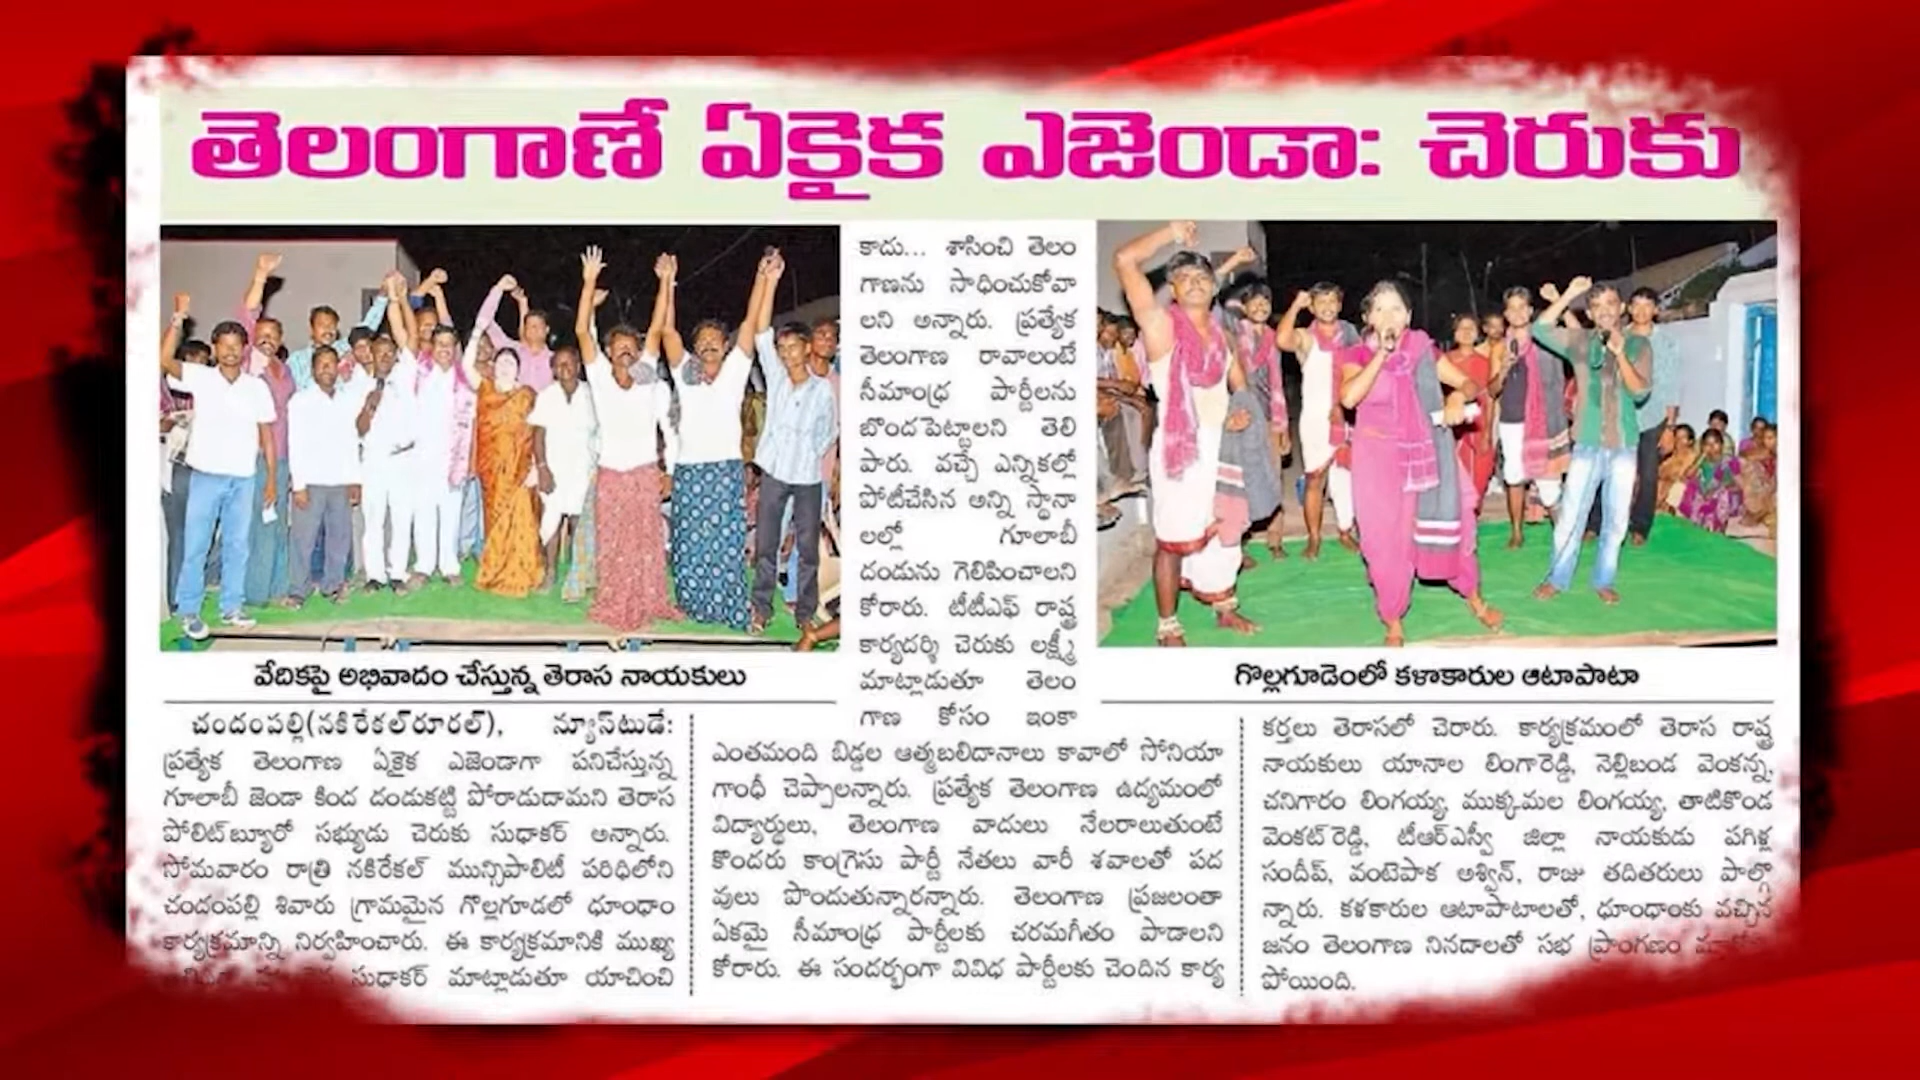 తెలంగాణే ఏకైక ఎజెండా: చెరుకు
వేదికపై అభివాదం చేస్తున్న తెరాస నాయకులు
చందంపల్లి(నకిరేకల్‌రూరల్), న్యూస్‌టుడే:
ప్రత్యేక తెలంగాణ ఏకైక ఎజెండాగా పనిచేస్తున్న
గూలాబీ జెండా కింద దండుకట్టి పోరాడుదామని తెరాస
పోలిట్‌బ్యూరో సభ్యుడు చెరుకు సుధాకర్ అన్నారు.
సోమవారం రాత్రి నకిరేకల్ మున్సిపాలిటీ పరిధిలోని
చందంపల్లి శివారు గ్రామమైన గొల్లగూడలో ధూంధాం
కార్యక్రమాన్ని నిర్వహించారు. ఈ కార్యక్రమానికి ముఖ్య
సుధాకర్ మాట్లాడుతూ యాచించి
కాదు... శాసించి తెలం
గాణను సాధించుకోవా
లని అన్నారు. ప్రత్యేక
తెలంగాణ రావాలంటే
సీమాంధ్ర పార్టీలను
బొందపెట్టాలని తెలి
పారు. వచ్చే ఎన్నికల్లో
పోటీచేసిన అన్ని స్థానా
లల్లో గూలాబీ
దండును గెలిపించాలని
కోరారు. టీటీఎఫ్ రాష్ట్ర
కార్యదర్శి చెరుకు లక్ష్మీ
మాట్లాడుతూ తెలం
గాణ కోసం ఇంకా
ఎంతమంది బిడ్డల ఆత్మబలిదానాలు కావాలో సోనియా
గాంధీ చెప్పాలన్నారు. ప్రత్యేక తెలంగాణ ఉద్యమంలో
విద్యార్థులు, తెలంగాణ వాదులు నేలరాలుతుంటే
కొందరు కాంగ్రెసు పార్టీ నేతలు వారీ శవాలతో పద
వులు పొందుతున్నారన్నారు. తెలంగాణ ప్రజలంతా
ఏకమై సీమాంధ్ర పార్టీలకు చరమగీతం పాడాలని
కోరారు. ఈ సందర్భంగా వివిధ పార్టీలకు చెందిన కార్య
గొల్లగూడెంలో కళాకారుల ఆటాపాటా
కర్తలు తెరాసలో చెరారు. కార్యక్రమంలో తెరాస రాష్ట్ర
నాయకులు యానాల లింగారెడ్డి, నెల్లిబండ వెంకన్న,
చనిగారం లింగయ్య, ముక్కమల లింగయ్య, తాటికొండ
వెంకట్‌రెడ్డి, టీఆర్ఎస్వీ జిల్లా నాయకుడు పగిళ్ల
సందీప్, వంటెపాక అశ్విన్, రాజు తదితరులు పాల్గొ
న్నారు. కళకారుల ఆటాపాటాలతో, ధూంధాంకు వచ్చిన
జనం తెలంగాణ నినదాలతో సభ ప్రాంగణం
పోయింది.